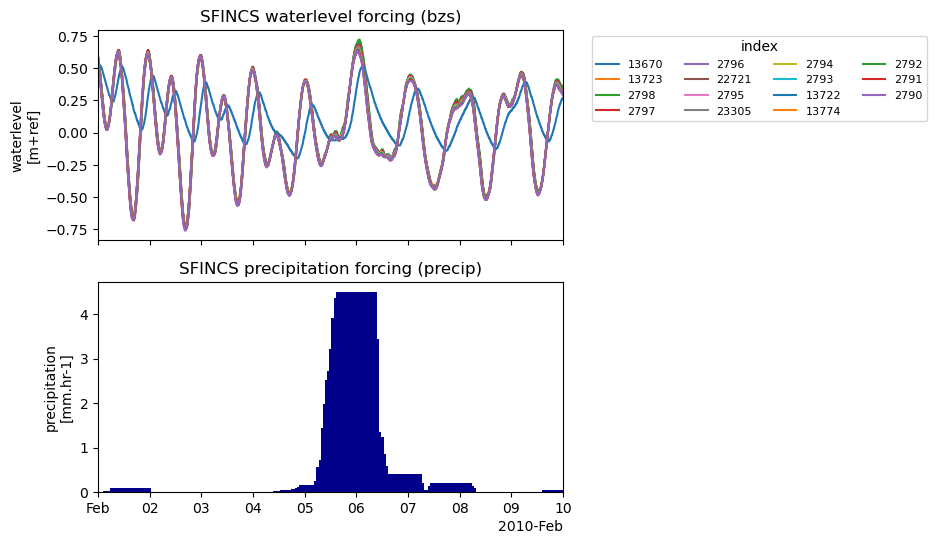 SFINCS waterlevel forcing (bzs)
waterlevel
[m+ref]
0.75
0.50
0.25
0.00
−0.25
−0.50
−0.75
index
13670 2796 2794 2792
13723 22721 2793 2791
2798 2795 13722 2790
2797 23305 13774
SFINCS precipitation forcing (precip)
precipitation
[mm.hr-1]
4
3
2
1
0
Feb 02 03 04 05 06 07 08 09 10
2010-Feb